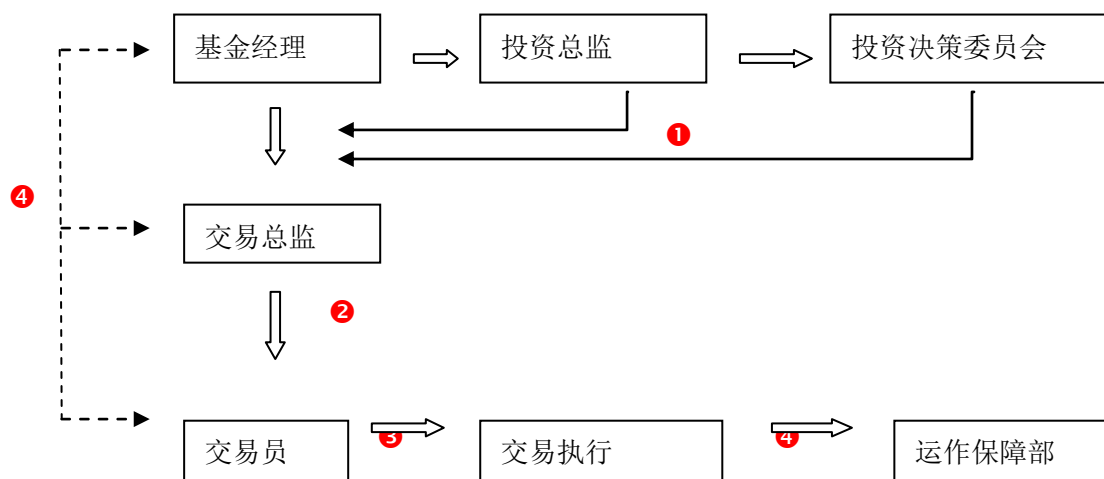 基金经理
投资总监
投资决策委员会
❶
❹
交易总监
❷
交易员
❸
交易执行
❹
运作保障部